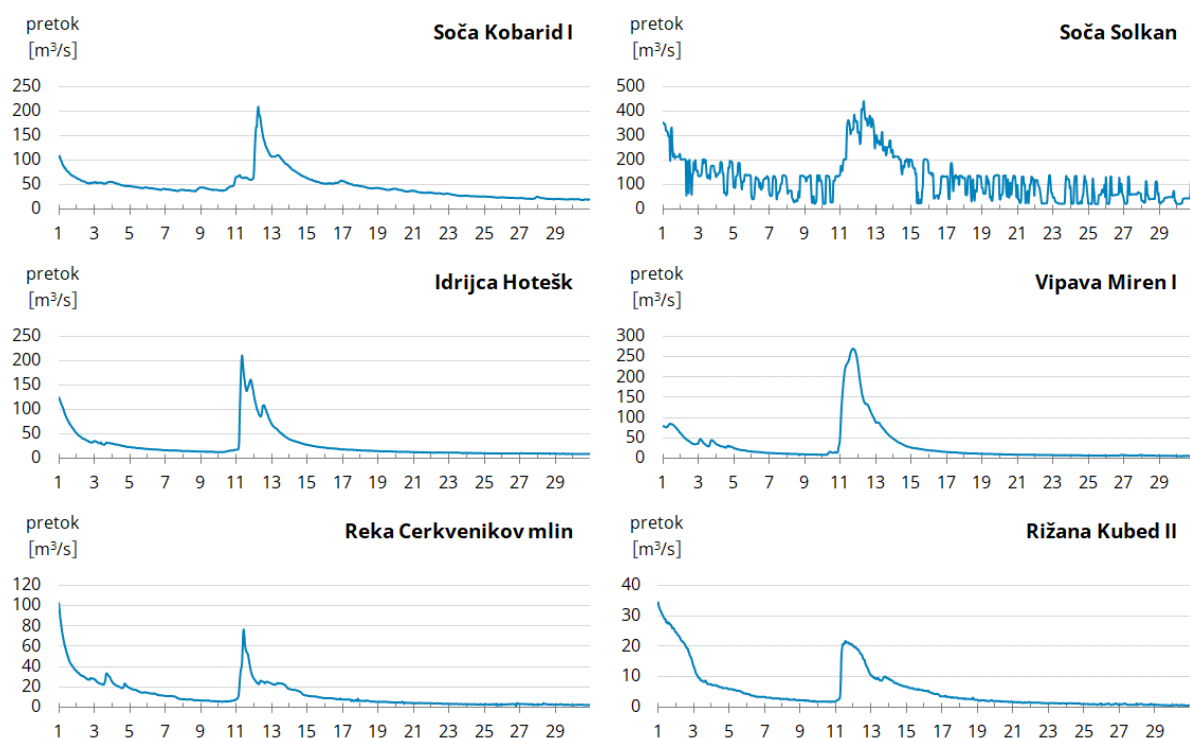 pretok
[m³/s]
Soča Kobarid I
250
200
150
100
50
0
1 3 5 7 9 11 13 15 17 19 21 23 25 27 29
pretok
[m³/s]
Soča Solkan
500
400
300
200
100
0
1 3 5 7 9 11 13 15 17 19 21 23 25 27 29
pretok
[m³/s]
Idrijca Hotešk
250
200
150
100
50
0
1 3 5 7 9 11 13 15 17 19 21 23 25 27 29
pretok
[m³/s]
Vipava Miren I
300
250
200
150
100
50
0
1 3 5 7 9 11 13 15 17 19 21 23 25 27 29
pretok
[m³/s]
Reka Cerkvenikov mlin
120
100
80
60
40
20
0
1 3 5 7 9 11 13 15 17 19 21 23 25 27 29
pretok
[m³/s]
Rižana Kubed II
40
30
20
10
0
1 3 5 7 9 11 13 15 17 19 21 23 25 27 29